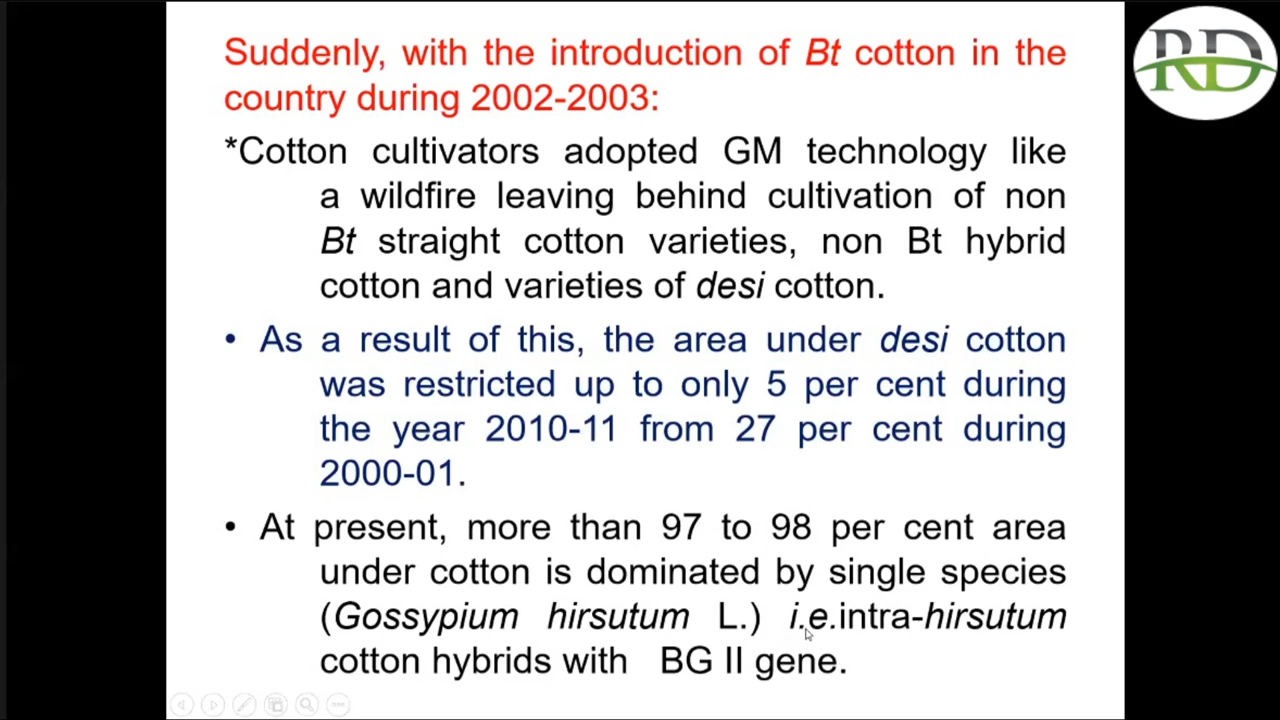 RD
Suddenly, with the introduction of Bt cotton in the
country during 2002-2003:
*Cotton cultivators adopted GM technology like
a wildfire leaving behind cultivation of non
Bt straight cotton varieties, non Bt hybrid
cotton and varieties of desi cotton.
• As a result of this, the area under desi cotton
was restricted up to only 5 per cent during
the year 2010-11 from 27 per cent during
2000-01.
• At present, more than 97 to 98 per cent area
under cotton is dominated by single species
(Gossypium hirsutum L.) i.e.intra-hirsutum
cotton hybrids with BG II gene.